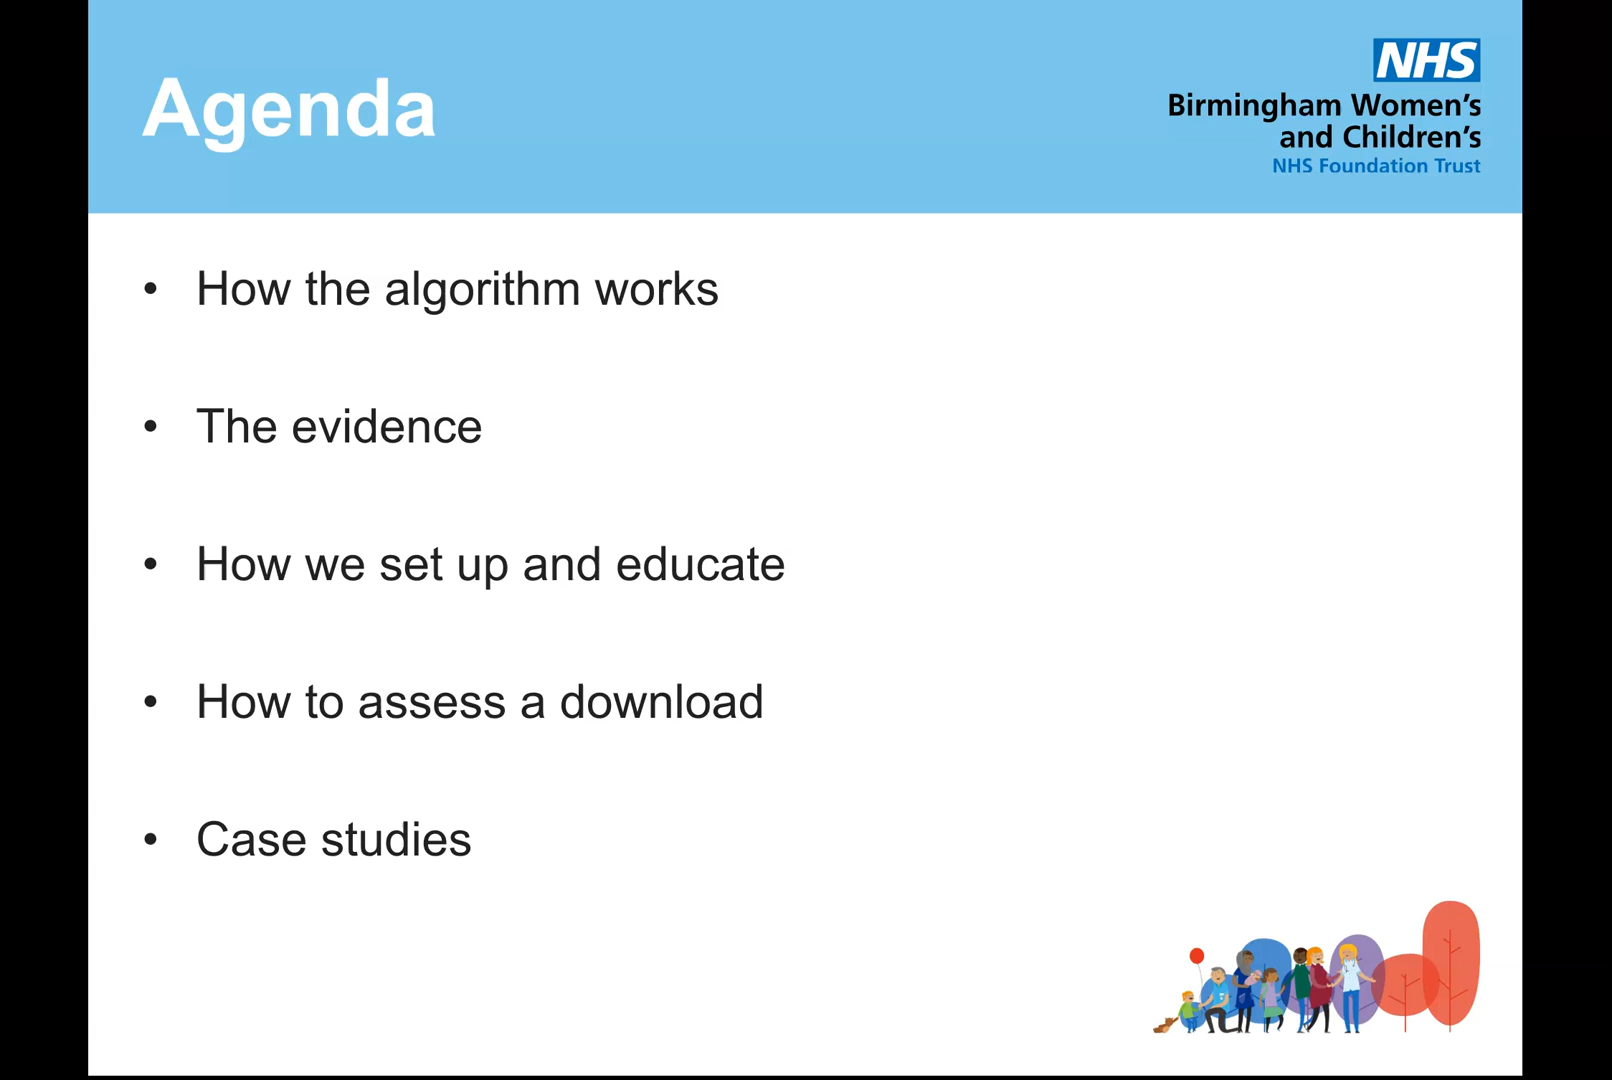 Agenda
NHS
Birmingham Women's
and Children's
NHS Foundation Trust
• How the algorithm works
• The evidence
• How we set up and educate
• How to assess a download
• Case studies